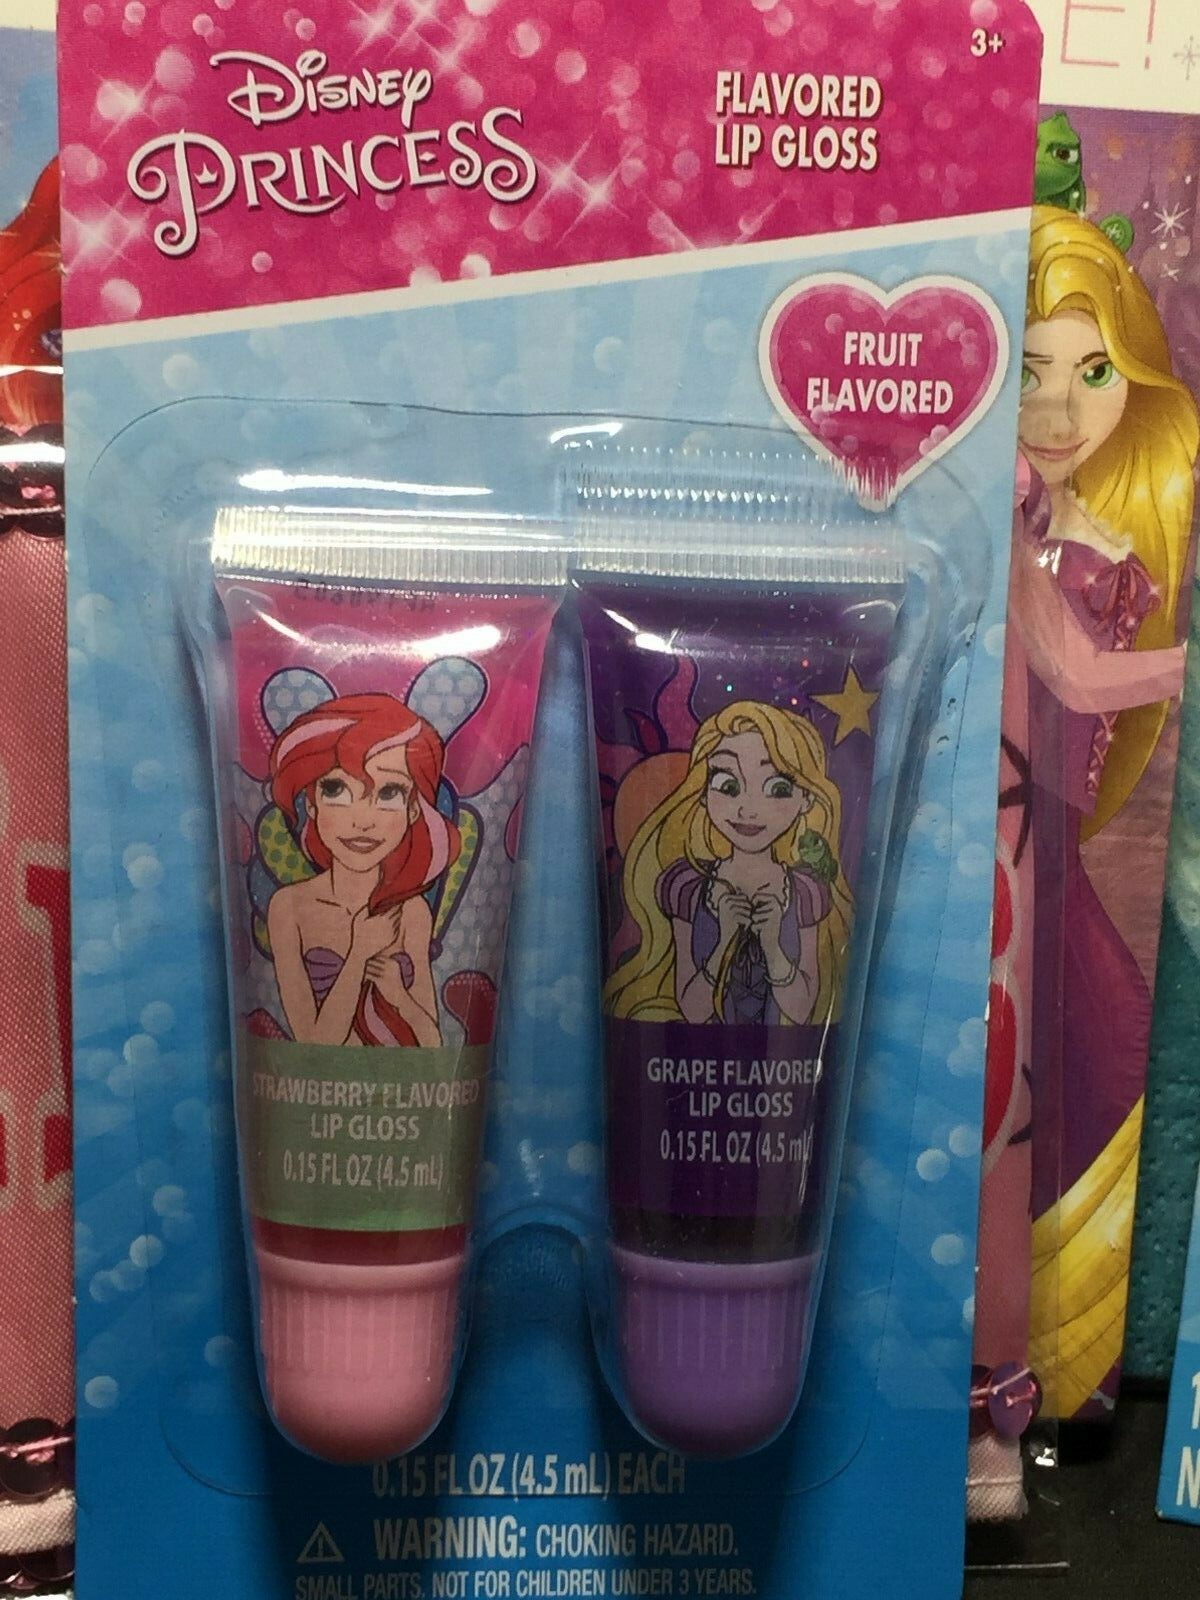 3+
DISNEY
PRINCESS
FLAVORED
LIP GLOSS
FRUIT
FLAVORED
STRAWBERRY FLAVORED
LIP GLOSS
0.15 FL OZ (4.5 mL)
GRAPE FLAVORED
LIP GLOSS
0.15 FL OZ (4.5 mL)
0.15 FL OZ (4.5 mL) EACH
⚠ WARNING: CHOKING HAZARD.
SMALL PARTS. NOT FOR CHILDREN UNDER 3 YEARS.